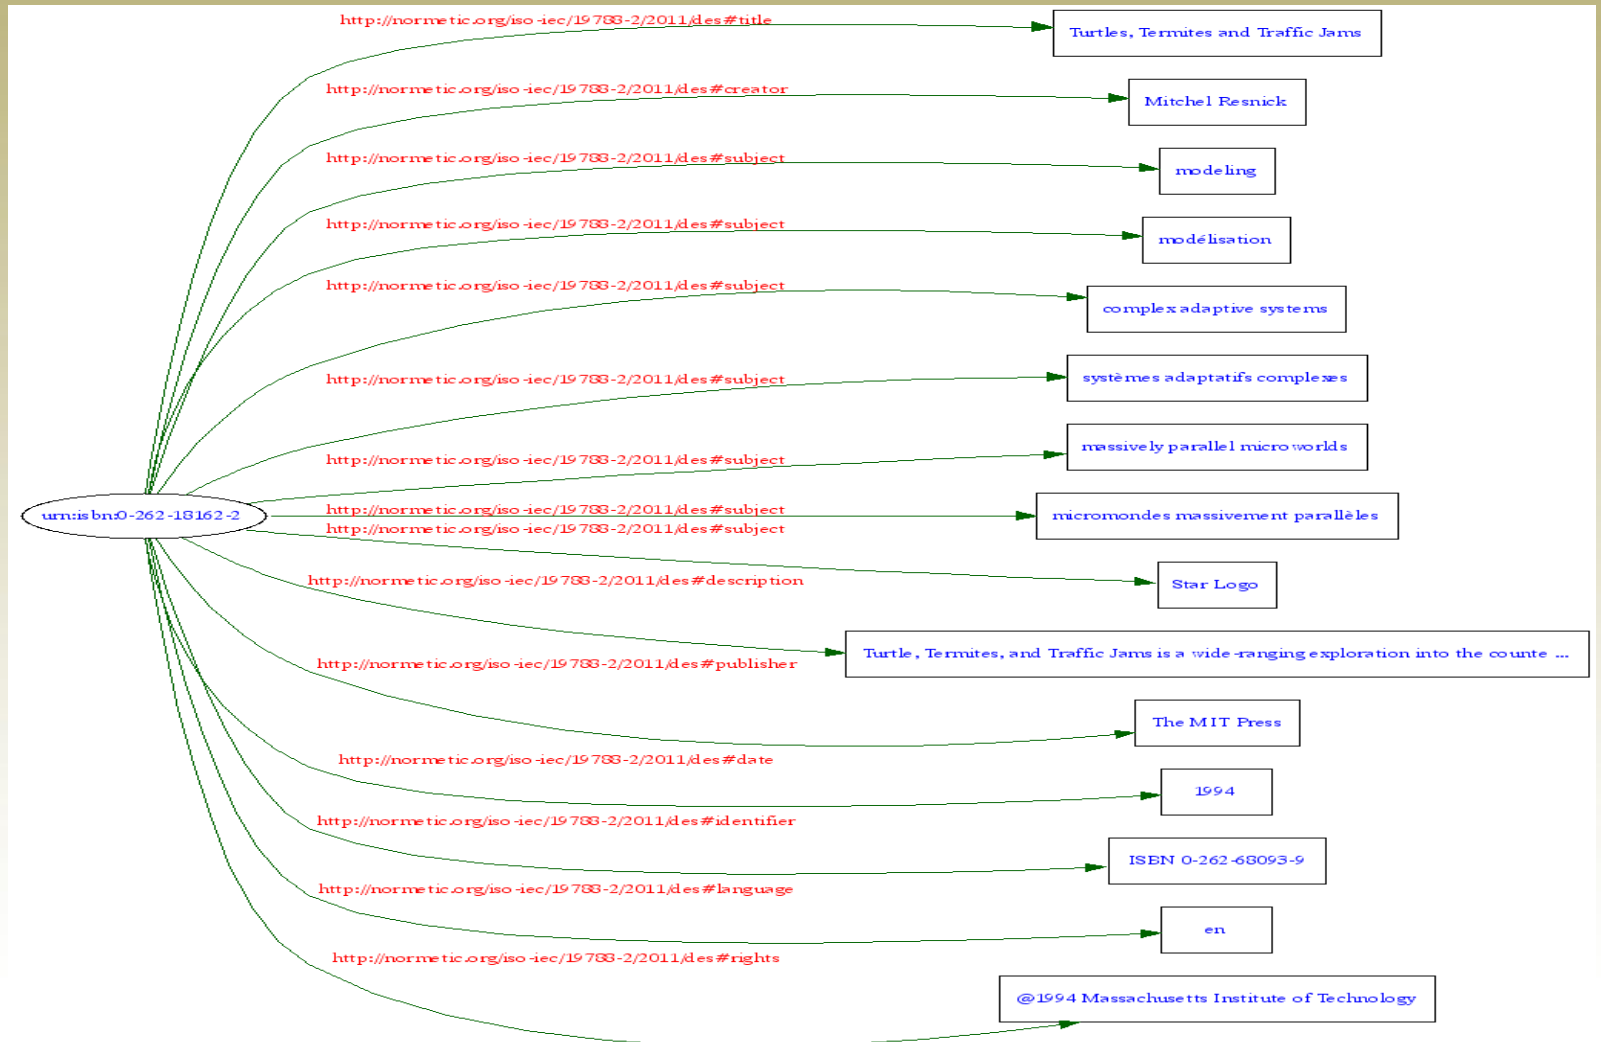 http://normetic.org/iso-iec/19788-2/2011/des#title
Turtles, Termites and Traffic Jams
http://normetic.org/iso-iec/19788-2/2011/des#creator
Mitchel Resnick
http://normetic.org/iso-iec/19788-2/2011/des#subject
modeling
http://normetic.org/iso-iec/19788-2/2011/des#subject
modélisation
http://normetic.org/iso-iec/19788-2/2011/des#subject
complex adaptive systems
http://normetic.org/iso-iec/19788-2/2011/des#subject
systèmes adaptatifs complexes
http://normetic.org/iso-iec/19788-2/2011/des#subject
massively parallel microworlds
urn:isbn:0-262-18162-2
http://normetic.org/iso-iec/19788-2/2011/des#subject
micromondes massivement parallèles
http://normetic.org/iso-iec/19788-2/2011/des#subject
Star Logo
http://normetic.org/iso-iec/19788-2/2011/des#description
Turtle, Termites, and Traffic Jams is a wide-ranging exploration into the counte ...
http://normetic.org/iso-iec/19788-2/2011/des#publisher
The MIT Press
http://normetic.org/iso-iec/19788-2/2011/des#date
1994
http://normetic.org/iso-iec/19788-2/2011/des#identifier
ISBN 0-262-68093-9
http://normetic.org/iso-iec/19788-2/2011/des#language
en
http://normetic.org/iso-iec/19788-2/2011/des#rights
@1994 Massachusetts Institute of Technology